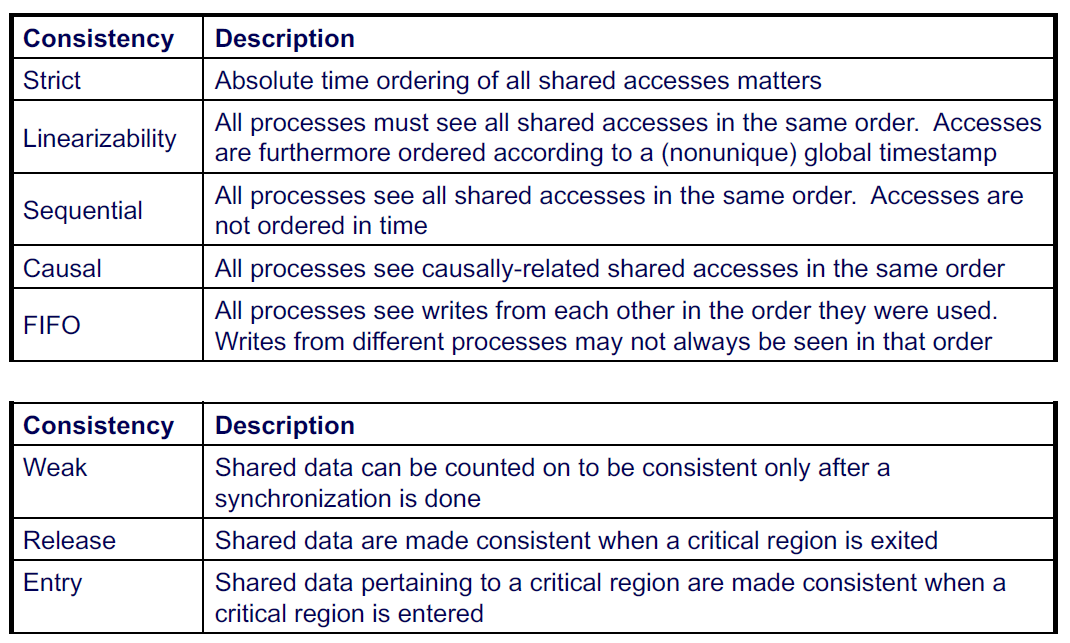 Consistency Description
Strict Absolute time ordering of all shared accesses matters
Linearizability All processes must see all shared accesses in the same order. Accesses
are furthermore ordered according to a (nonunique) global timestamp
Sequential All processes see all shared accesses in the same order. Accesses are
not ordered in time
Causal All processes see causally-related shared accesses in the same order
FIFO All processes see writes from each other in the order they were used.
Writes from different processes may not always be seen in that order
Consistency Description
Weak Shared data can be counted on to be consistent only after a
synchronization is done
Release Shared data are made consistent when a critical region is exited
Entry Shared data pertaining to a critical region are made consistent when a
critical region is entered